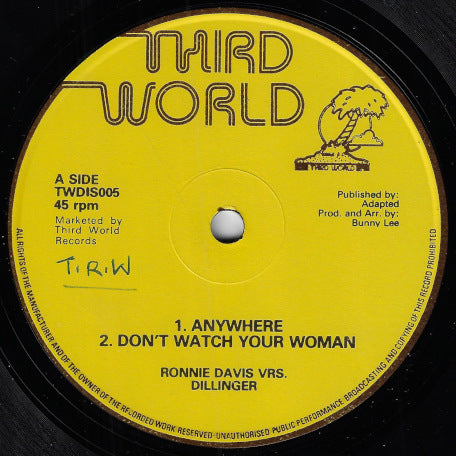 THIRD
WORLD
A SIDE
TWDIS005
45 rpm
Marketed by
Third World
Records
T.R.W
Published by:
Adapted
Prod. and Arr. by:
Bunny Lee
1. ANYWHERE
2. DON'T WATCH YOUR WOMAN
RONNIE DAVIS VRS.
DILLINGER
ALL RIGHTS OF THE MANUFACTURER AND OF THE OWNER OF THE RECORDED WORK RESERVED · UNAUTHORISED · PUBLIC PERFORMANCE · BROADCASTING AND COPYING OF THIS RECORD PROHIBITED